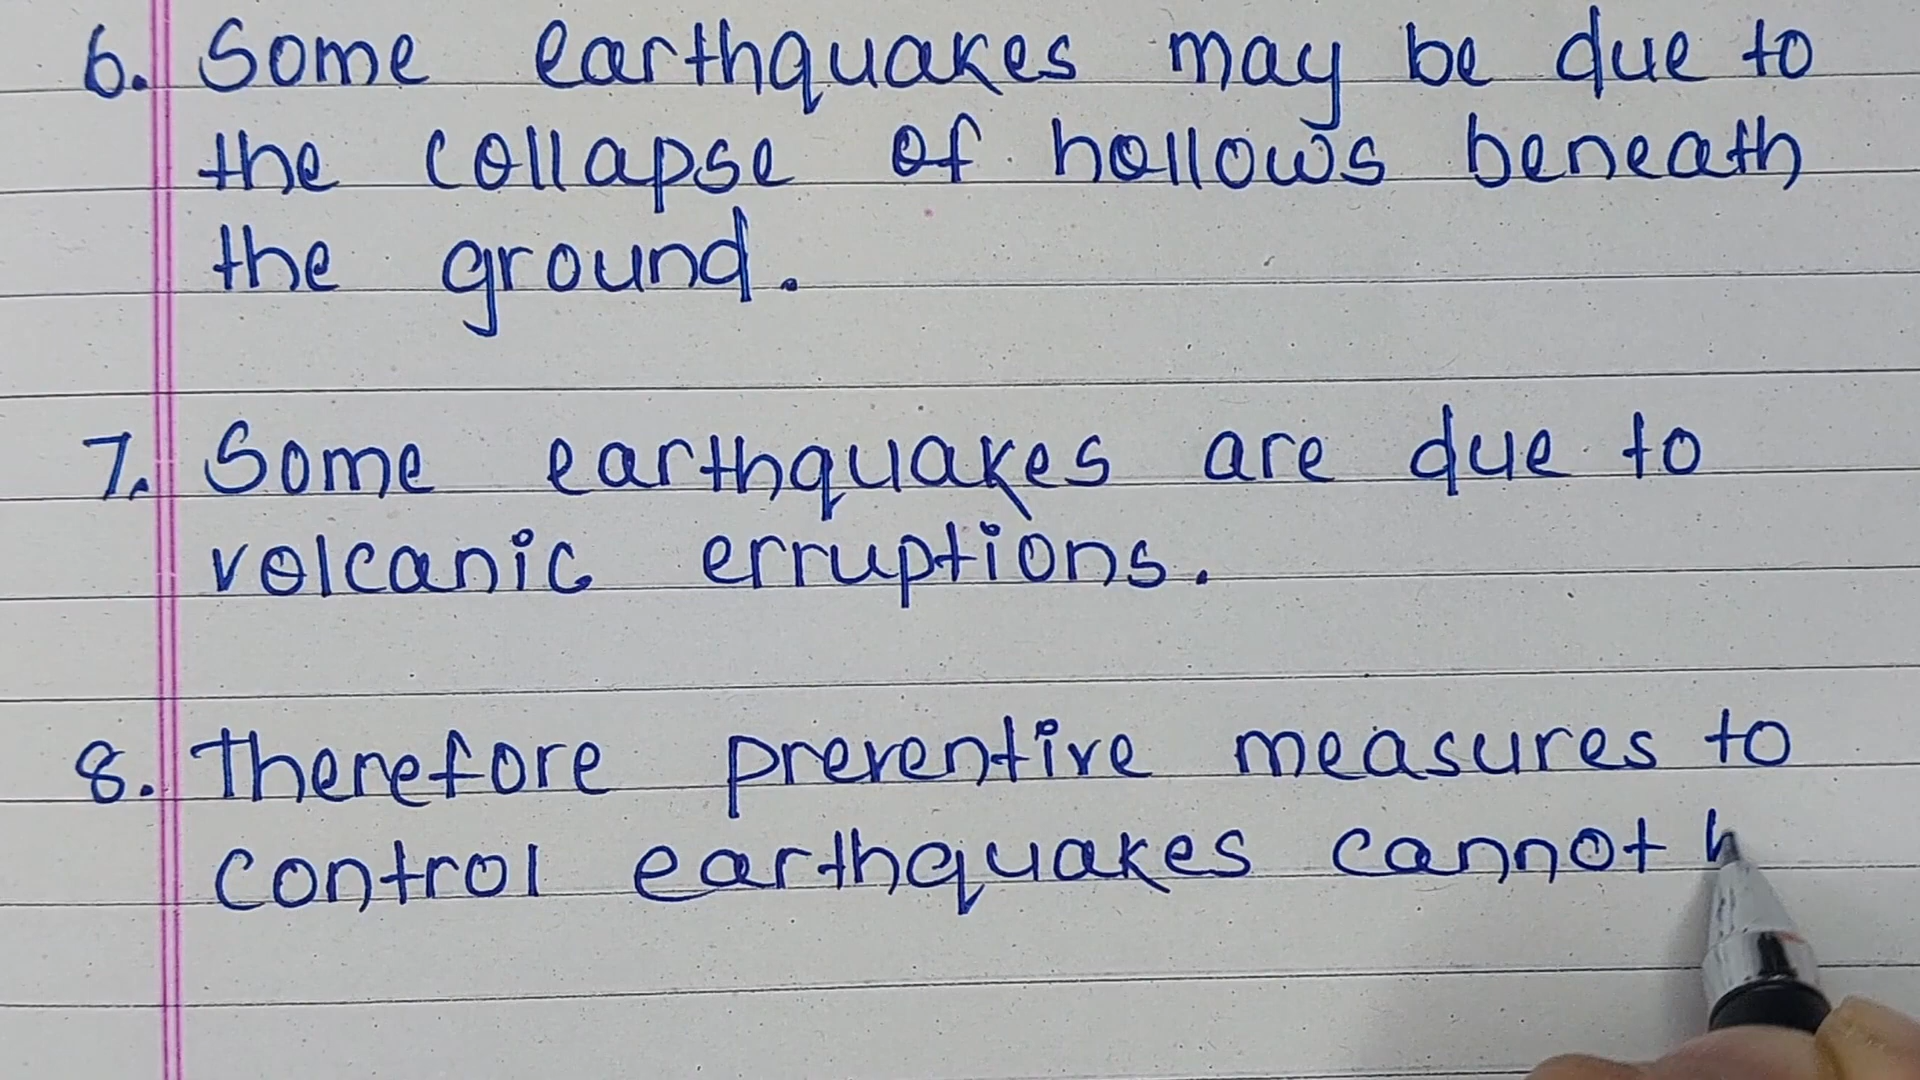 6. Some earthquakes may be due to
the collapse of hollows beneath
the ground.
7. Some earthquakes are due to
volcanic erruptions.
8. Therefore preventive measures to
control earthquakes cannot